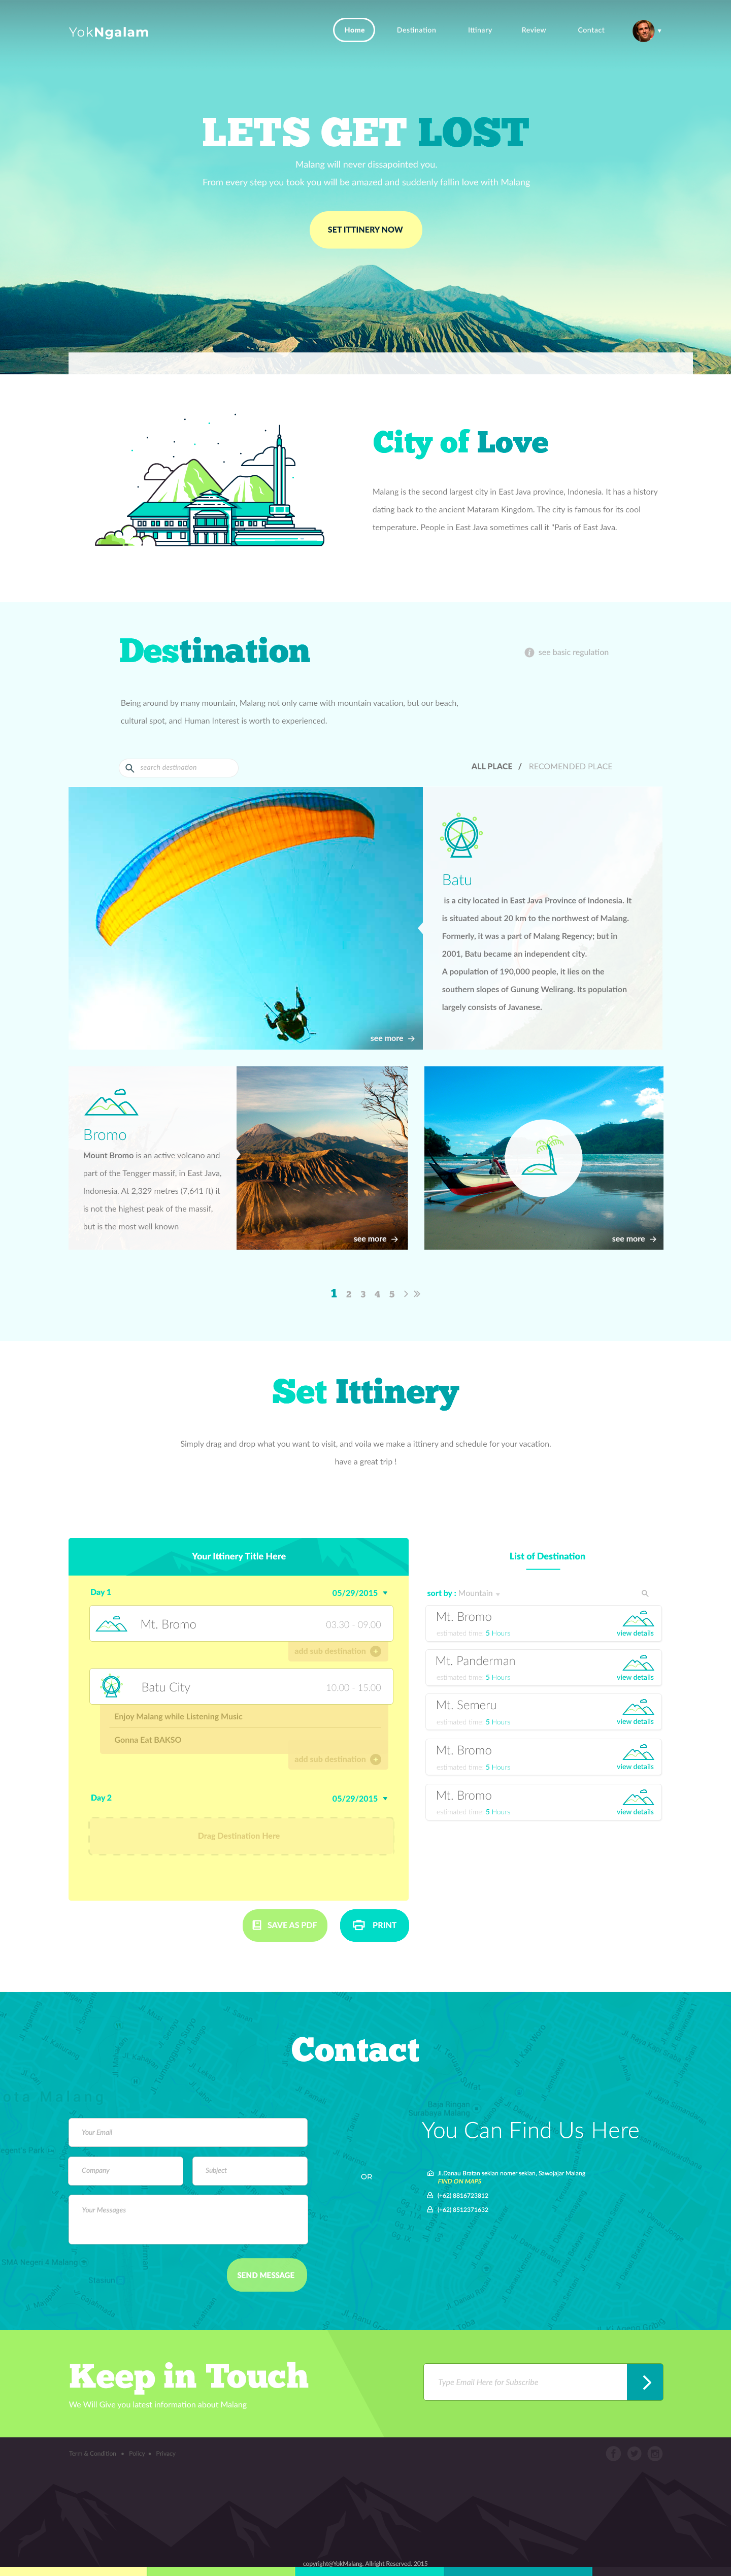 YokNgalam
Home Destination Ittinary Review Contact
LETS GET LOST
Malang will never dissapointed you.
From every step you took you will be amazed and suddenly fallin love with Malang
SET ITTINERY NOW
City of Love
Malang is the second largest city in East Java province, Indonesia. It has a history
dating back to the ancient Mataram Kingdom. The city is famous for its cool
temperature. People in East Java sometimes call it "Paris of East Java.
Destination
see basic regulation
Being around by many mountain, Malang not only came with mountain vacation, but our beach,
cultural spot, and Human Interest is worth to experienced.
search destination
ALL PLACE / RECOMENDED PLACE
Batu
is a city located in East Java Province of Indonesia. It
is situated about 20 km to the northwest of Malang.
Formerly, it was a part of Malang Regency; but in
2001, Batu became an independent city.
A population of 190,000 people, it lies on the
southern slopes of Gunung Welirang. Its population
largely consists of Javanese.
see more
Bromo
Mount Bromo is an active volcano and
part of the Tengger massif, in East Java,
Indonesia. At 2,329 metres (7,641 ft) it
is not the highest peak of the massif,
but is the most well known
see more
see more
1 2 3 4 5 > »
Set Ittinery
Simply drag and drop what you want to visit, and voila we make a ittinery and schedule for your vacation.
have a great trip !
Your Ittinery Title Here
Day 1 05/29/2015
Mt. Bromo 03.30 - 09.00
add sub destination
Batu City 10.00 - 15.00
Enjoy Malang while Listening Music
Gonna Eat BAKSO
add sub destination
Day 2 05/29/2015
Drag Destination Here
SAVE AS PDF
PRINT
List of Destination
sort by : Mountain
Mt. Bromo
estimated time: 5 Hours view details
Mt. Panderman
estimated time: 5 Hours view details
Mt. Semeru
estimated time: 5 Hours view details
Mt. Bromo
estimated time: 5 Hours view details
Mt. Bromo
estimated time: 5 Hours view details
Contact
Your Email
Company
Subject
Your Messages
SEND MESSAGE
OR
You Can Find Us Here
Jl.Danau Bratan sekian nomer sekian, Sawojajar Malang
FIND ON MAPS
(+62) 8816723812
(+62) 8512371632
Keep in Touch
We Will Give you latest information about Malang
Type Email Here for Subscribe
Term & Condition • Policy • Privacy
copyright@YokMalang, Allright Reserved, 2015